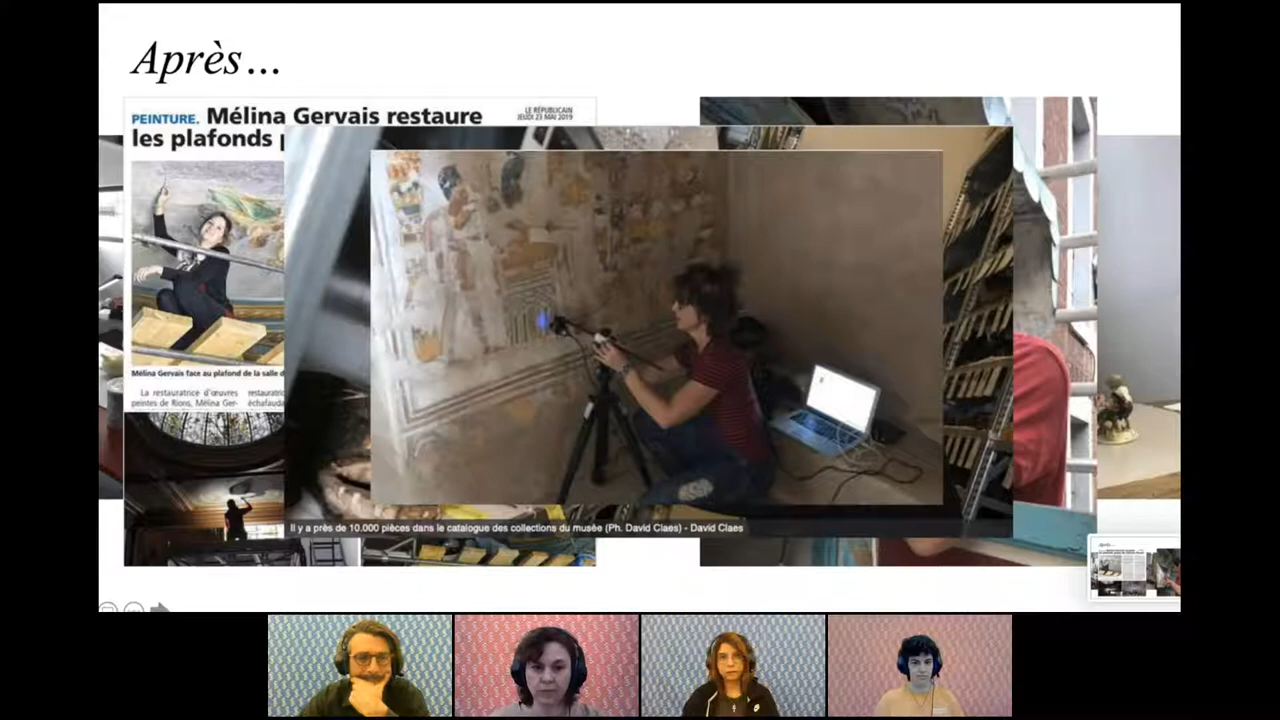 Après...
PEINTURE. Mélina Gervais restaure
les plafonds p
LE RÉPUBLICAIN
JEUDI 23 MAI 2019
Mélina Gervais face au plafond de la salle d
La restauratrice d'œuvres
peintes de Rions, Mélina Ger-
restauratric
échafauda
Il y a près de 10.000 pièces dans le catalogue des collections du musée (Ph. David Claes) - David Claes